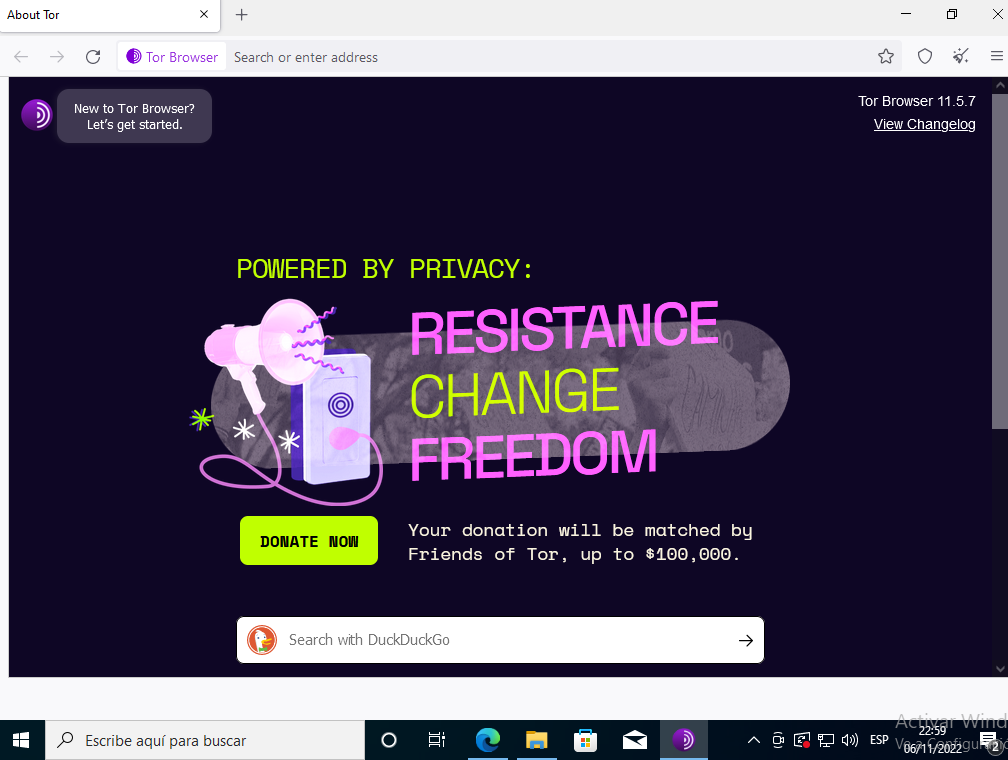 About Tor
Tor Browser
Search or enter address
New to Tor Browser?
Let's get started.
Tor Browser 11.5.7
View Changelog
POWERED BY PRIVACY:
RESISTANCE
CHANGE
FREEDOM
DONATE NOW
Your donation will be matched by
Friends of Tor, up to $100,000.
Search with DuckDuckGo
Escribe aquí para buscar
ESP
Activar Wind
22:59
06/11/2022
2